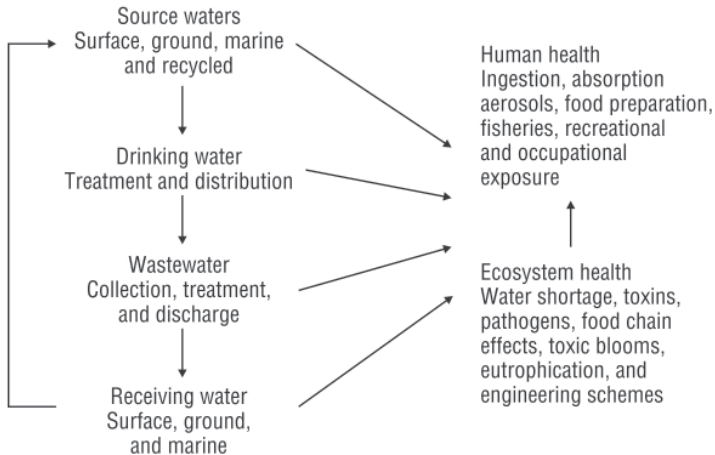 Source waters
Surface, ground, marine
and recycled
Drinking water
Treatment and distribution
Wastewater
Collection, treatment,
and discharge
Receiving water
Surface, ground,
and marine
Human health
Ingestion, absorption
aerosols, food preparation,
fisheries, recreational
and occupational
exposure
Ecosystem health
Water shortage, toxins,
pathogens, food chain
effects, toxic blooms,
eutrophication, and
engineering schemes